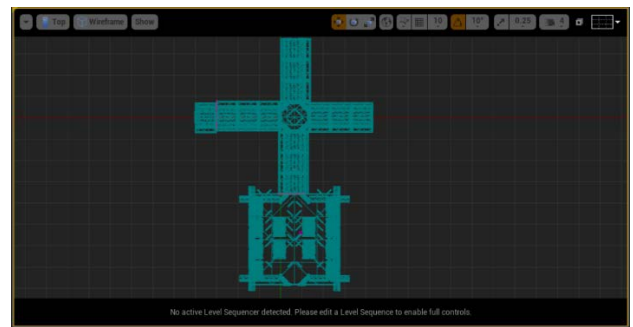 Top Wireframe Show 10 10° 0.25 4
No active Level Sequencer detected. Please edit a Level Sequence to enable full controls.